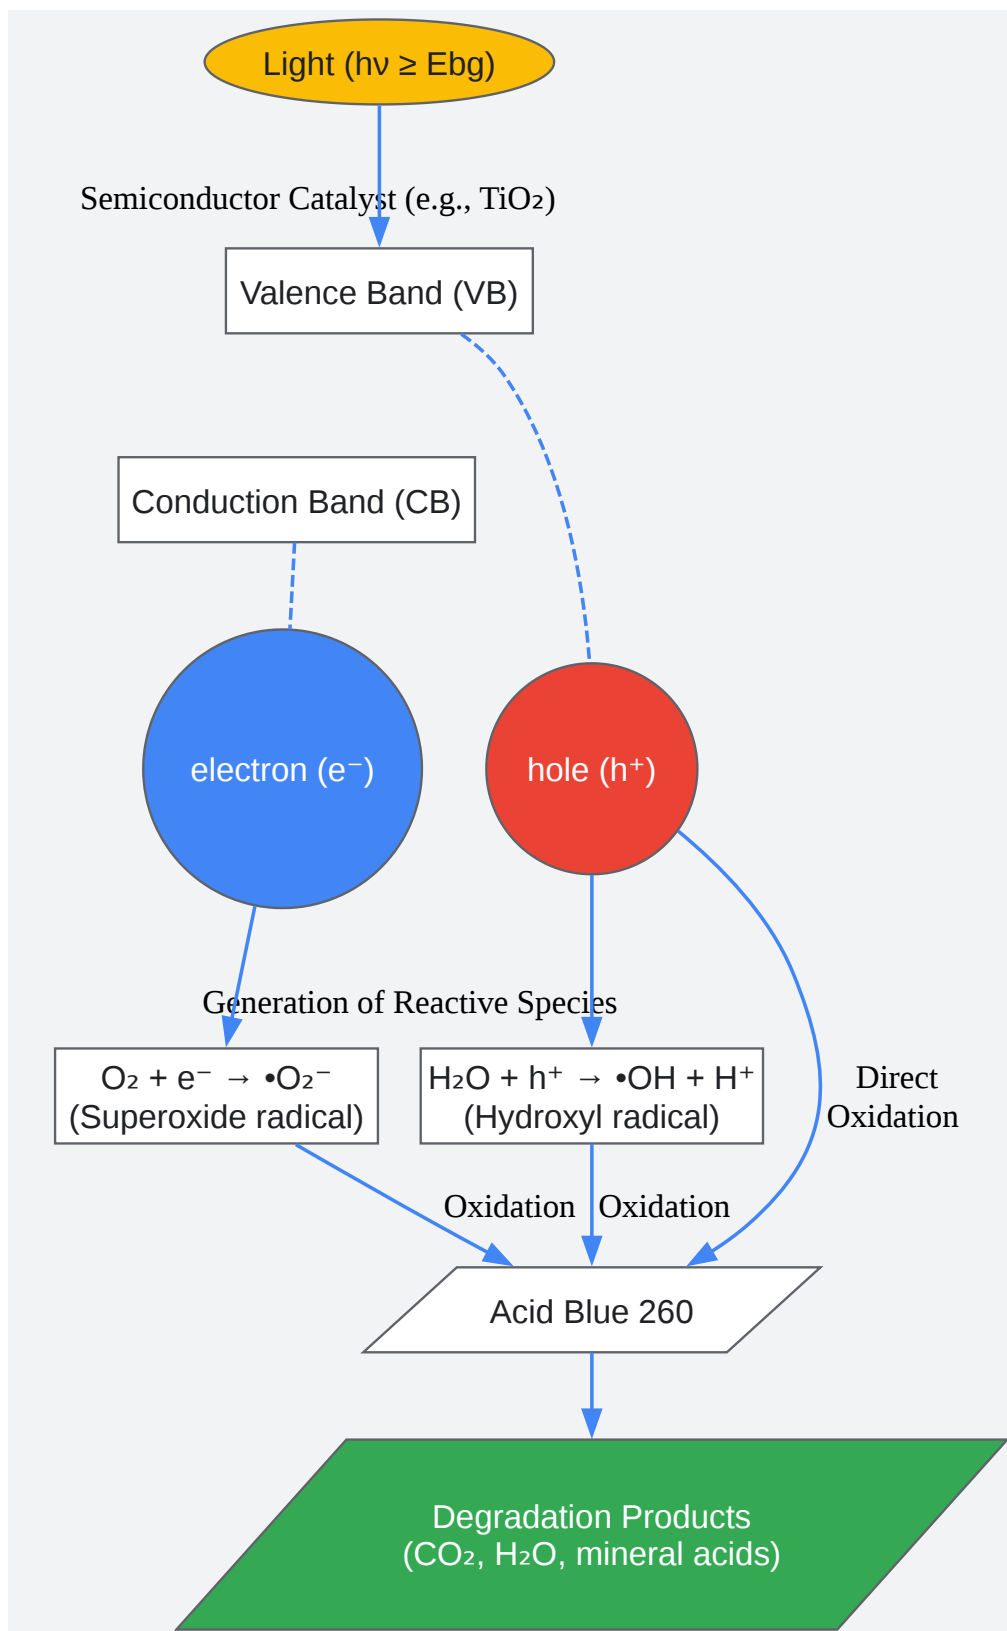 Light (hν ≥ Ebg)
Semiconductor Catalyst (e.g., TiO₂)
Valence Band (VB)
Conduction Band (CB)
electron (e⁻)
hole (h⁺)
Generation of Reactive Species
O₂ + e⁻ → •O₂⁻
(Superoxide radical)
H₂O + h⁺ → •OH + H⁺
(Hydroxyl radical)
Direct
Oxidation
Oxidation
Oxidation
Acid Blue 260
Degradation Products
(CO₂, H₂O, mineral acids)